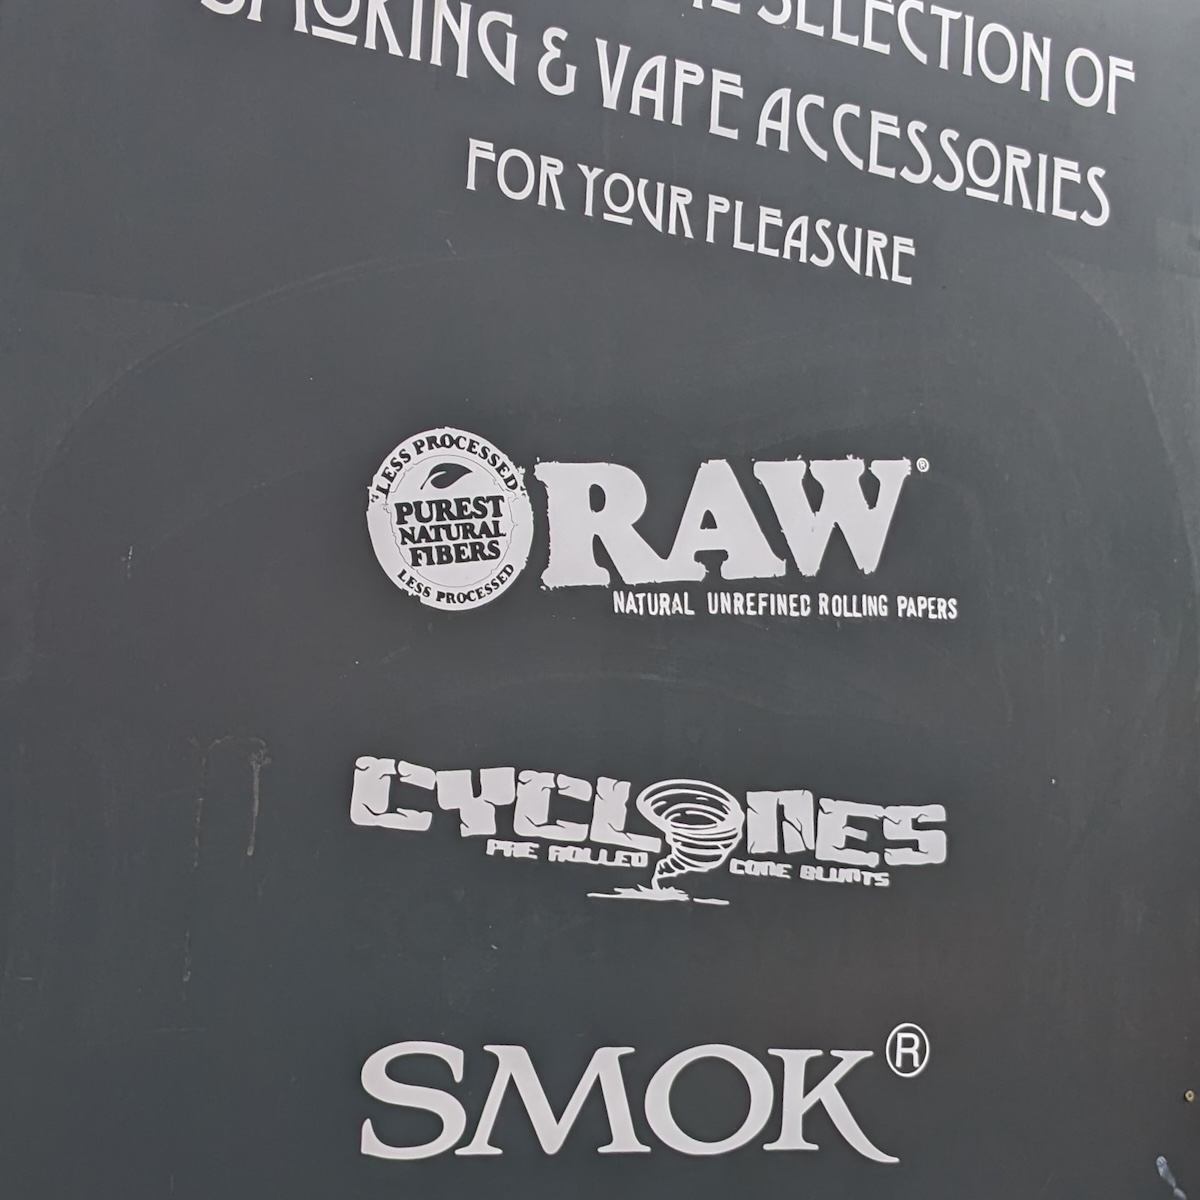 SELECTION OF
SMOKING & VAPE ACCESSORIES
FOR YOUR PLEASURE
"LESS PROCESSED"
PUREST
NATURAL
FIBERS
LESS PROCESSED
RAW®
NATURAL UNREFINED ROLLING PAPERS
CYCLONES
PRE ROLLED CONE BLUNTS
SMOK®